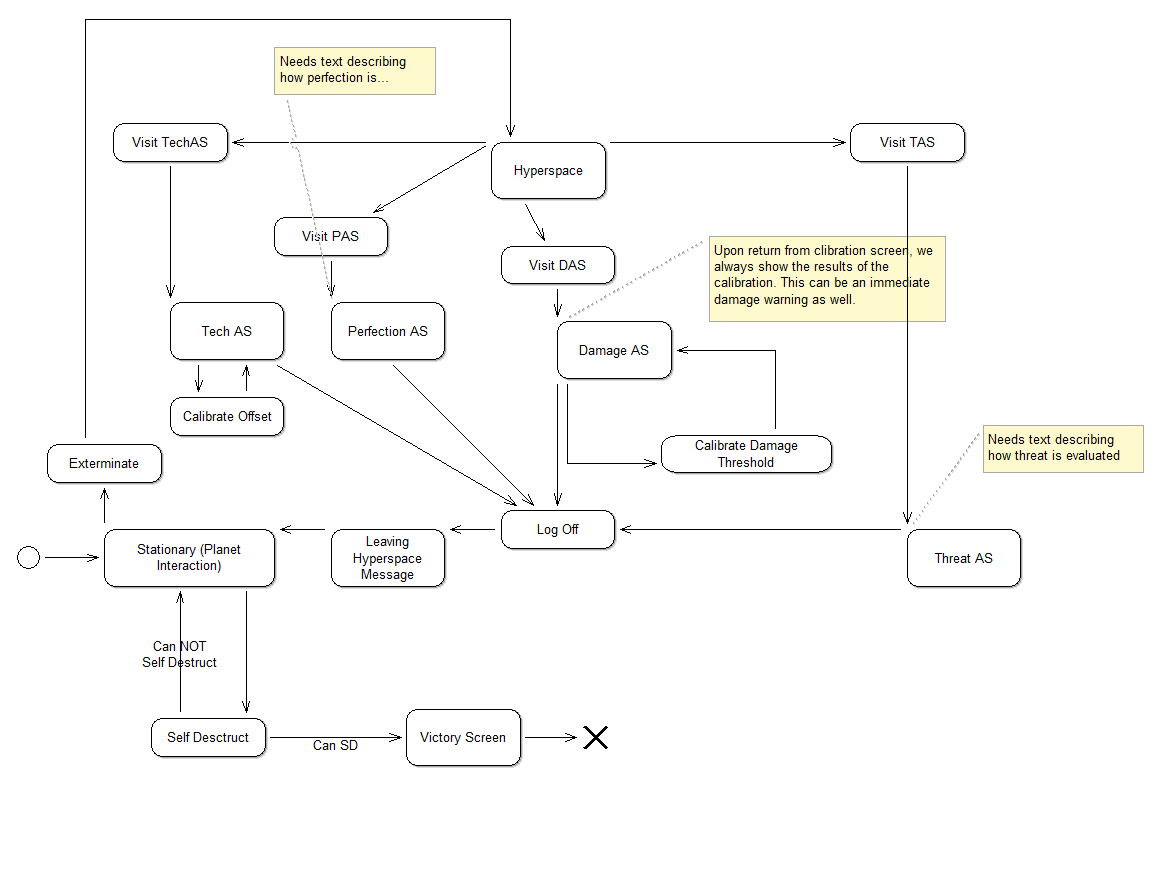 Needs text describing
how perfection is...
Visit TechAS
Hyperspace
Visit TAS
Visit PAS
Visit DAS
Upon return from clibration screen, we
always show the results of the
calibration. This can be an immediate
damage warning as well.
Tech AS
Perfection AS
Damage AS
Calibrate Offset
Calibrate Damage
Threshold
Needs text describing
how threat is evaluated
Exterminate
Stationary (Planet
Interaction)
Leaving
Hyperspace
Message
Log Off
Threat AS
Can NOT
Self Destruct
Self Desctruct
Can SD
Victory Screen